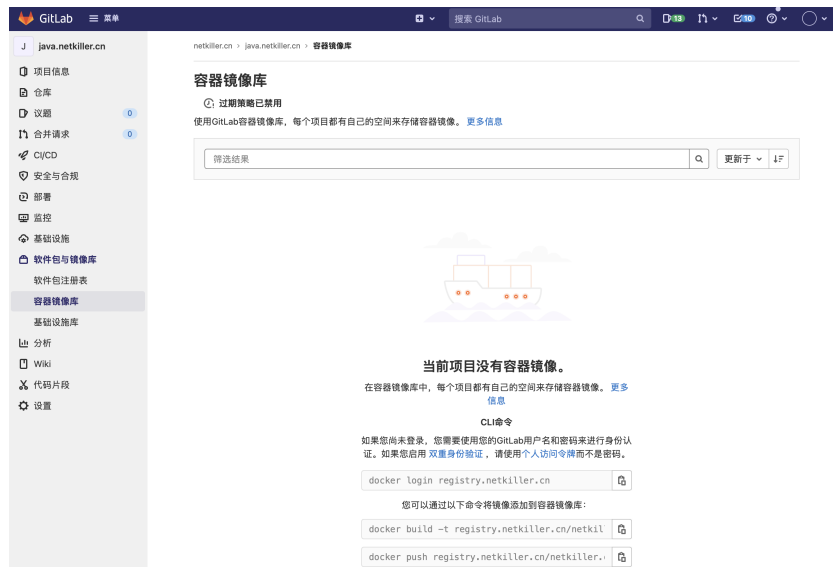 GitLab 菜单 搜索 GitLab 13 10
J java.netkiller.cn
netkiller.cn > java.netkiller.cn > 容器镜像库
项目信息
仓库
议题 0
合并请求 0
CI/CD
安全与合规
部署
监控
基础设施
软件包与镜像库
软件包注册表
容器镜像库
基础设施库
分析
Wiki
代码片段
设置
容器镜像库
过期策略已禁用
使用GitLab容器镜像库，每个项目都有自己的空间来存储容器镜像。 更多信息
筛选结果 更新于
当前项目没有容器镜像。
在容器镜像库中，每个项目都有自己的空间来存储容器镜像。 更多
信息
CLI命令
如果您尚未登录，您需要使用您的GitLab用户名和密码来进行身份认
证。如果您启用 双重身份验证 ，请使用个人访问令牌而不是密码。
docker login registry.netkiller.cn
您可以通过以下命令将镜像添加到容器镜像库：
docker build -t registry.netkiller.cn/netkil
docker push registry.netkiller.cn/netkiller.